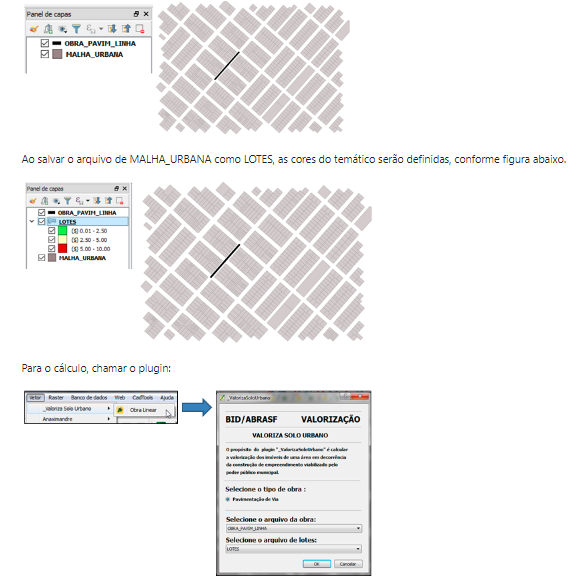 Painel de capas
OBRA_PAVIM_LINHA
MALHA_URBANA
Ao salvar o arquivo de MALHA_URBANA como LOTES, as cores do temático serão definidas, conforme figura abaixo.
Painel de capas
OBRA_PAVIM_LINHA
LOTES
($) 0.01 - 2.50
($) 2.50 - 5.00
($) 5.00 - 10.00
MALHA_URBANA
Para o cálculo, chamar o plugin:
Vetor Raster Banco de dados Web CadTools Ajuda
_Valoriza Solo Urbano Obra Linear
Anaximandre
_ValorizaSoloUrbano
BID/ABRASF VALORIZAÇÃO
VALORIZA SOLO URBANO
O propósito do plugin "_ValorizaSoloUrbano" é calcular
a valorização dos imóveis de uma área em decorrência
da construção de empreendimento viabilizado pelo
poder público municipal.
Selecione o tipo de obra :
Pavimentação de Via
Selecione o arquivo da obra:
OBRA_PAVIM_LINHA
Selecione o arquivo de lotes:
LOTES
OK Cancelar